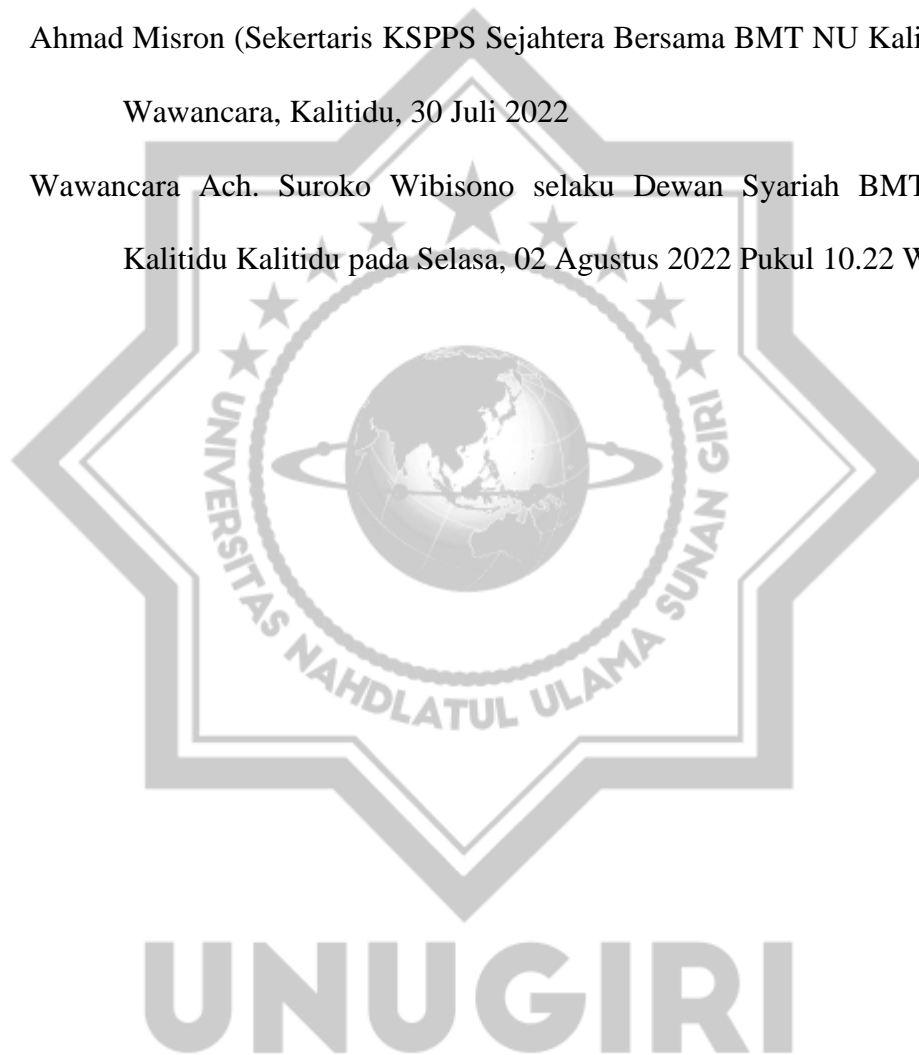 Ahmad Misron (Sekertaris KSPPS Sejahtera Bersama BMT NU
Wawancara, Kalitidu, 30 Juli 2022
Wawancara Ach. Suroko Wibisono selaku Dewan Syariah BMT
Kalitidu Kalitidu pada Selasa, 02 Agustus 2022 Pukul 10.22
UNIVERSITAS NAHDLATUL ULAMA SUNAN GIRI
UNUGIRI